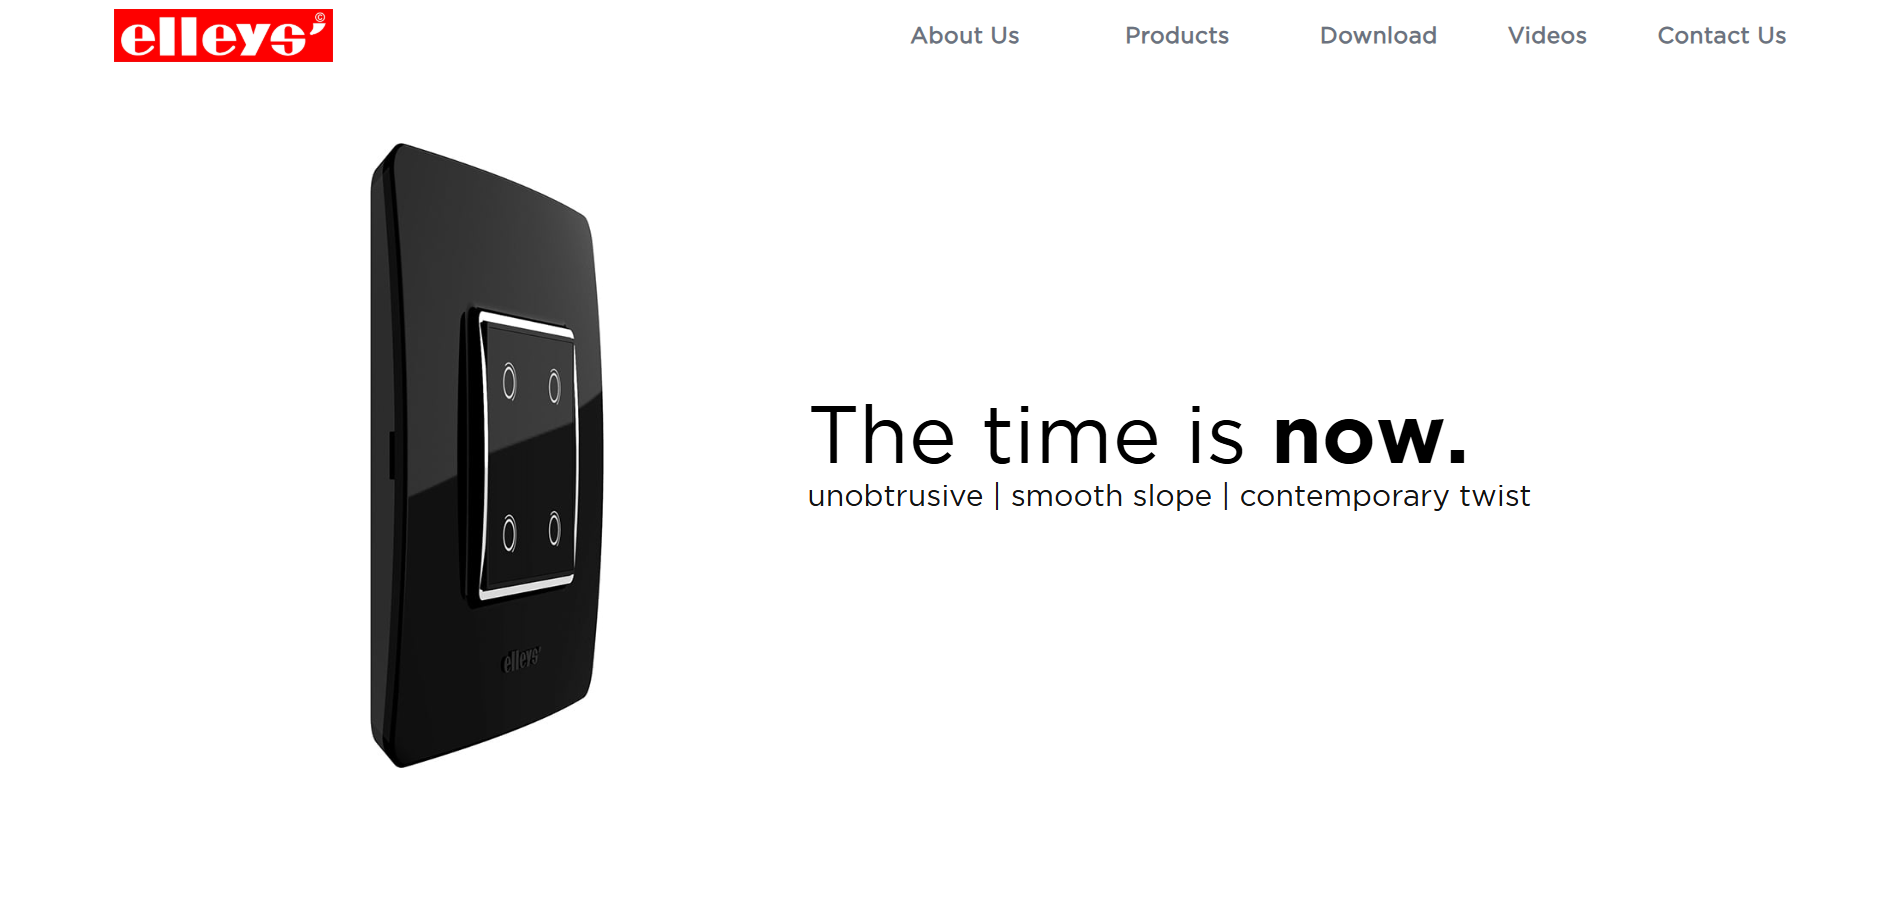 elleys’©
About Us Products Download Videos Contact Us
The time is now.
unobtrusive | smooth slope | contemporary twist
elleys’